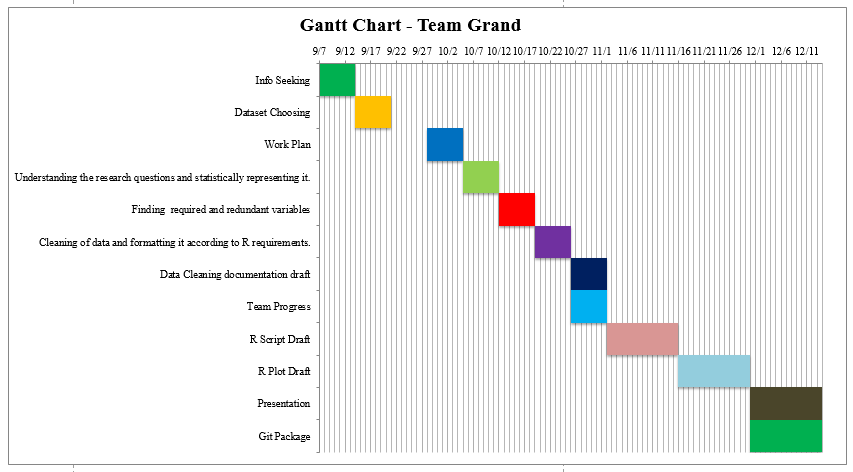 Gantt Chart - Team Grand
9/7 9/12 9/17 9/22 9/27 10/2 10/7 10/12 10/17 10/22 10/27 11/1 11/6 11/11 11/16 11/21 11/26 12/1 12/6 12/11
Info Seeking
Dataset Choosing
Work Plan
Understanding the research questions and statistically representing it.
Finding  required and redundant variables
Cleaning of data and formatting it according to R requirements.
Data Cleaning documentation draft
Team Progress
R Script Draft
R Plot Draft
Presentation
Git Package